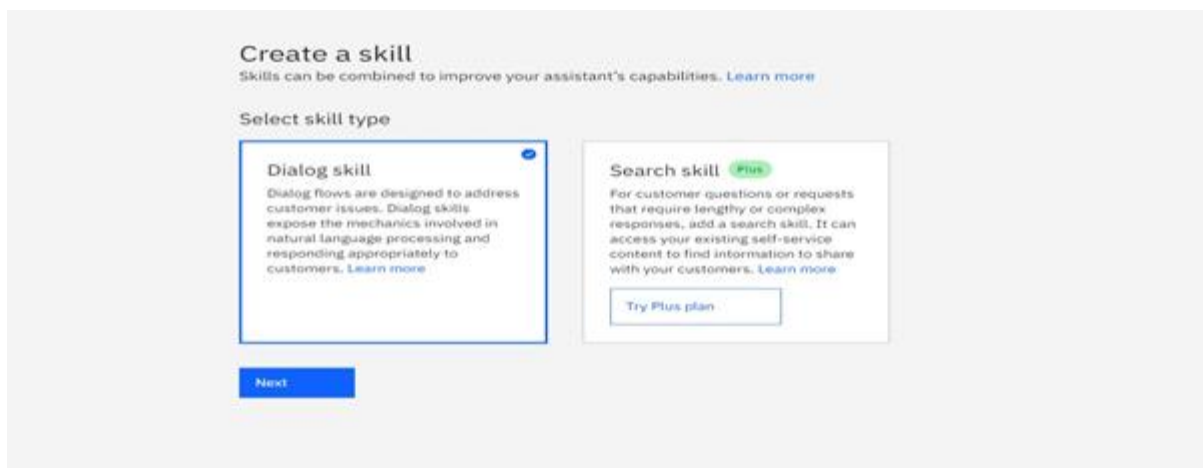 Create a skill
Skills can be combined to improve your assistant's capabilities. Learn more
Select skill type
Dialog skill
Dialog flows are designed to address
customer issues. Dialog skills
expose the mechanics involved in
natural language processing and
responding appropriately to
customers. Learn more
Search skill Plus
For customer questions or requests
that require lengthy or complex
responses, add a search skill. It can
access your existing self-service
content to find information to share
with your customers. Learn more
Try Plus plan
Next